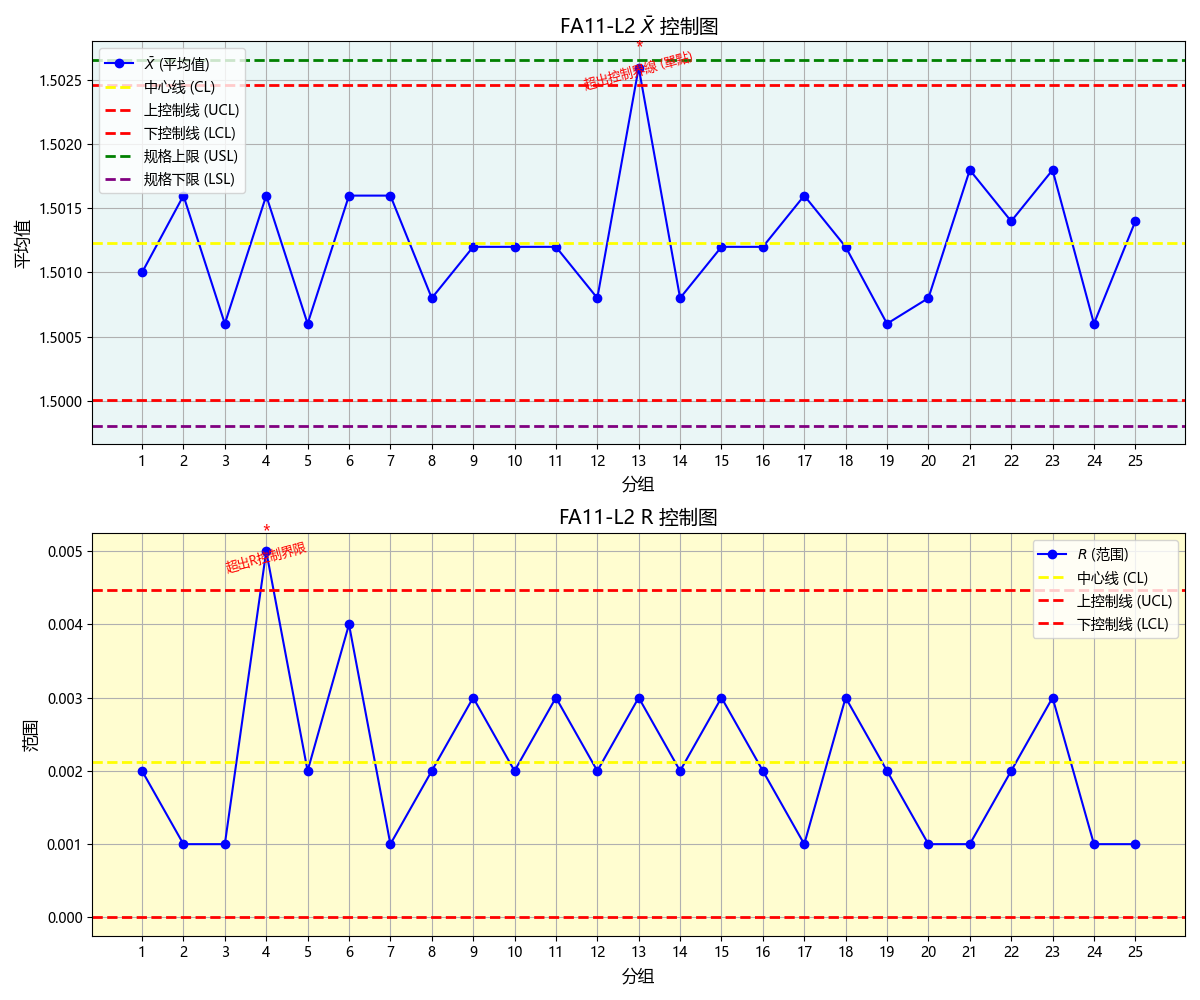 FA11-L2 X̄ 控制图
*
超出控制界線 (單點)
X̄ (平均值)
中心线 (CL)
上控制线 (UCL)
下控制线 (LCL)
规格上限 (USL)
规格下限 (LSL)
平均值
1.5025
1.5020
1.5015
1.5010
1.5005
1.5000
1 2 3 4 5 6 7 8 9 10 11 12 13 14 15 16 17 18 19 20 21 22 23 24 25
分组
FA11-L2 R 控制图
*
超出R控制界限
R (范围)
中心线 (CL)
上控制线 (UCL)
下控制线 (LCL)
范围
0.005
0.004
0.003
0.002
0.001
0.000
1 2 3 4 5 6 7 8 9 10 11 12 13 14 15 16 17 18 19 20 21 22 23 24 25
分组